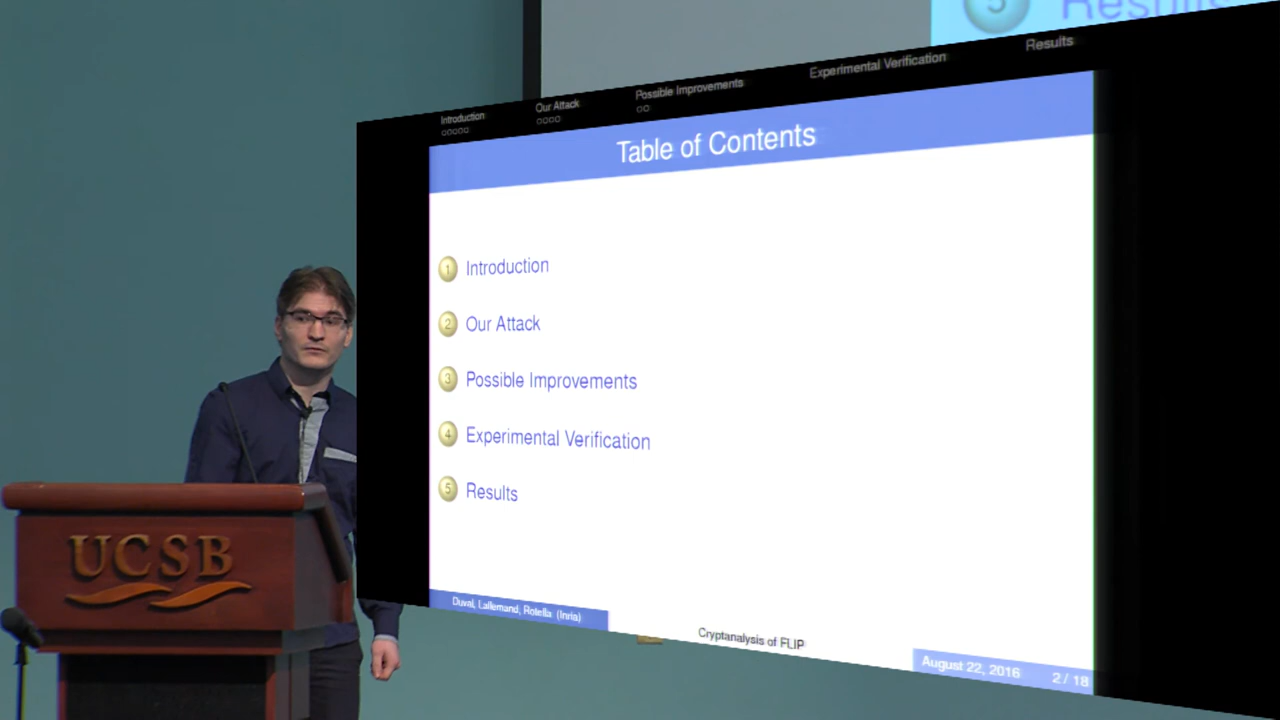 Results
Introduction
Our Attack
Possible Improvements
Experimental Verification
Results
Table of Contents
1 Introduction
2 Our Attack
3 Possible Improvements
4 Experimental Verification
5 Results
Duval, Lallemand, Rotella (Inria)
Cryptanalysis of FLIP
August 22, 2016
2 / 18
UCSB